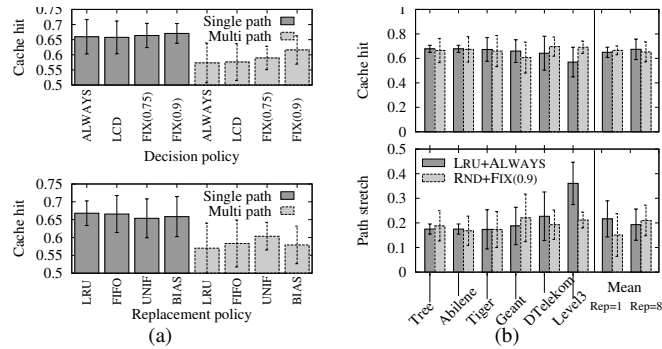 Cache hit
0.75
0.7
0.65
0.6
0.55
0.5
Single path
Multi path
ALWAYS
LCD
FIX(0.75)
FIX(0.9)
ALWAYS
LCD
FIX(0.75)
FIX(0.9)
Decision policy
Cache hit
0.75
0.7
0.65
0.6
0.55
0.5
Single path
Multi path
LRU
FIFO
UNIF
BIAS
LRU
FIFO
UNIF
BIAS
Replacement policy
(a)
Cache hit
1
0.8
0.6
0.4
0.2
0
Path stretch
0.5
0.4
0.3
0.2
0.1
0
LRU+ALWAYS
RND+FIX(0.9)
Tree
Abilene
Tiger
Geant
DTelekom
Level3
Mean
Rep=1
Rep=8
(b)